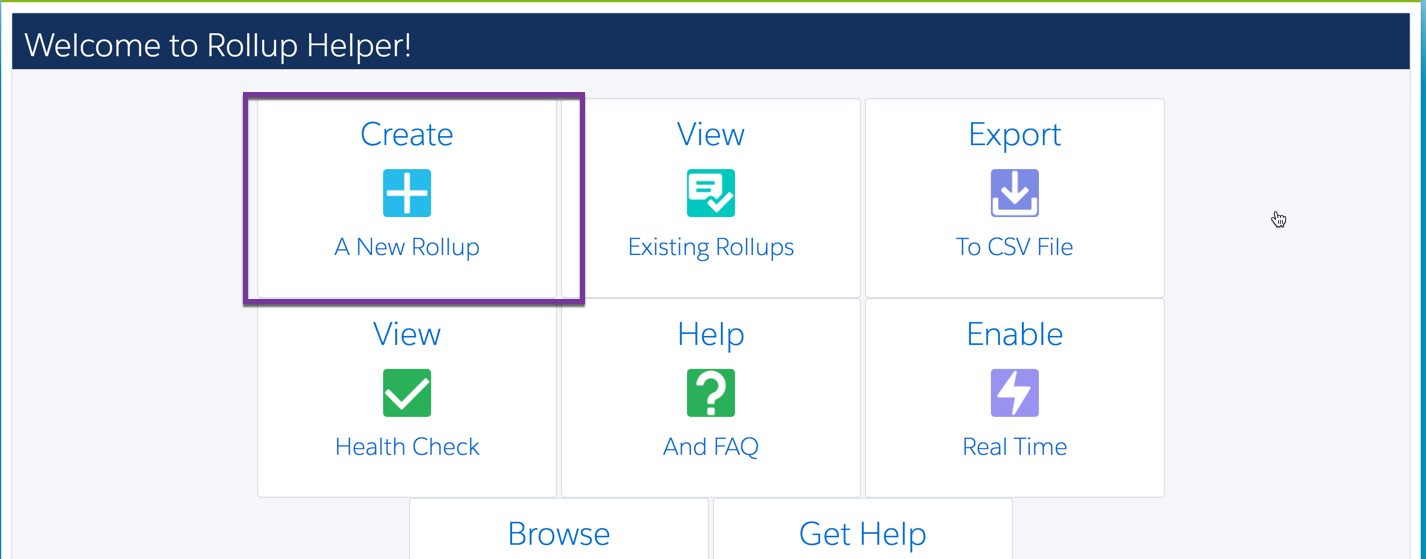 Welcome to Rollup Helper!
Create
A New Rollup
View
Existing Rollups
Export
To CSV File
View
Health Check
Help
And FAQ
Enable
Real Time
Browse
Get Help